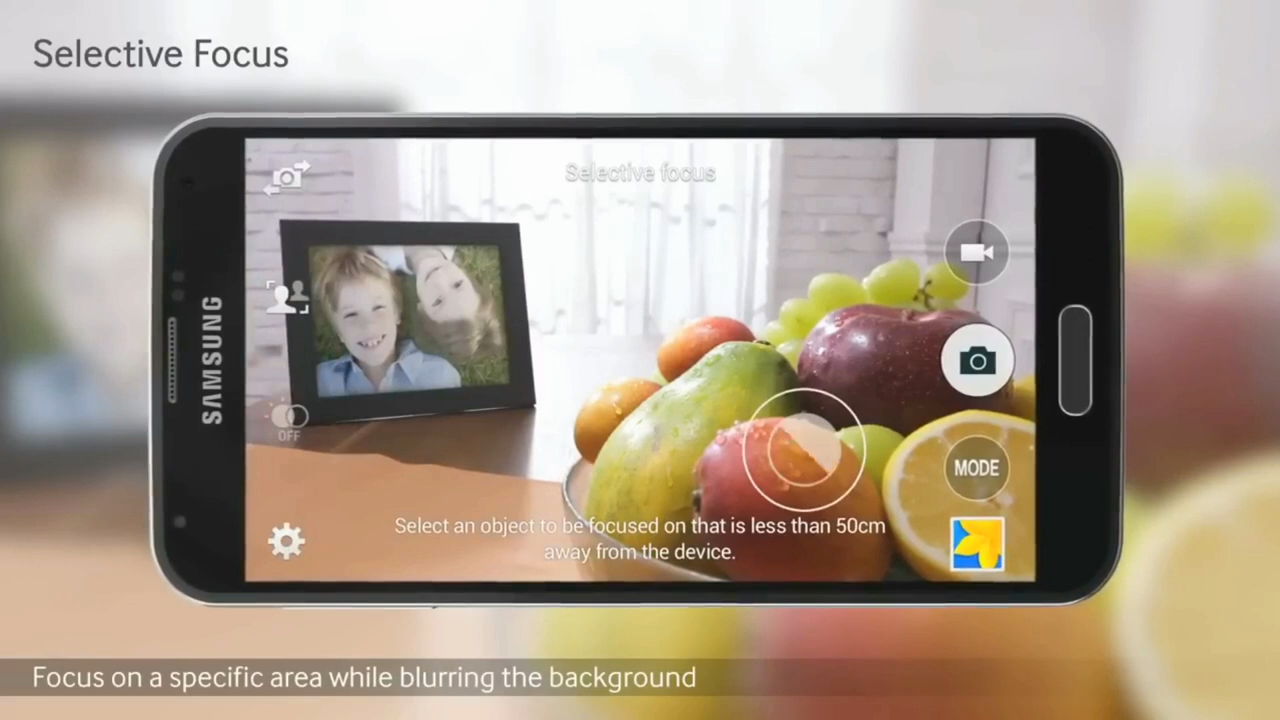 Selective Focus
Selective focus
SAMSUNG
OFF
MODE
Select an object to be focused on that is less than 50cm
away from the device.
Focus on a specific area while blurring the background